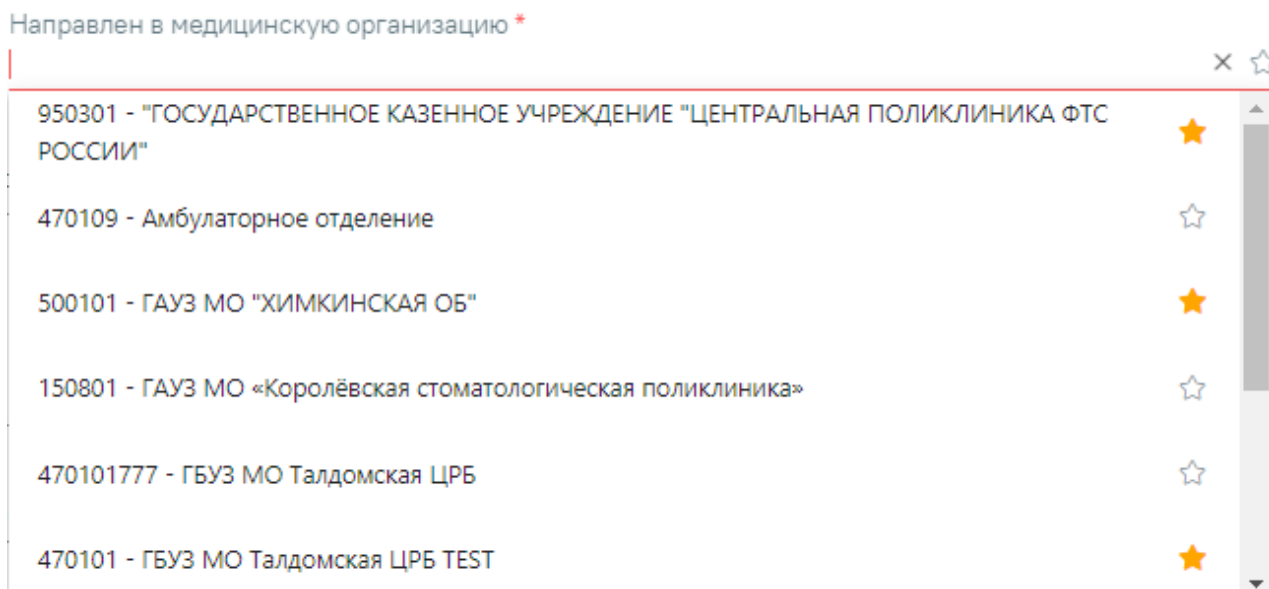 Направлен в медицинскую организацию *
950301 - "ГОСУДАРСТВЕННОЕ КАЗЕННОЕ УЧРЕЖДЕНИЕ "ЦЕНТРАЛЬНАЯ ПОЛИКЛИНИКА ФТС
РОССИИ"
470109 - Амбулаторное отделение
500101 - ГАУЗ МО "ХИМКИНСКАЯ ОБ"
150801 - ГАУЗ МО «Королёвская стоматологическая поликлиника»
470101777 - ГБУЗ МО Талдомская ЦРБ
470101 - ГБУЗ МО Талдомская ЦРБ TEST